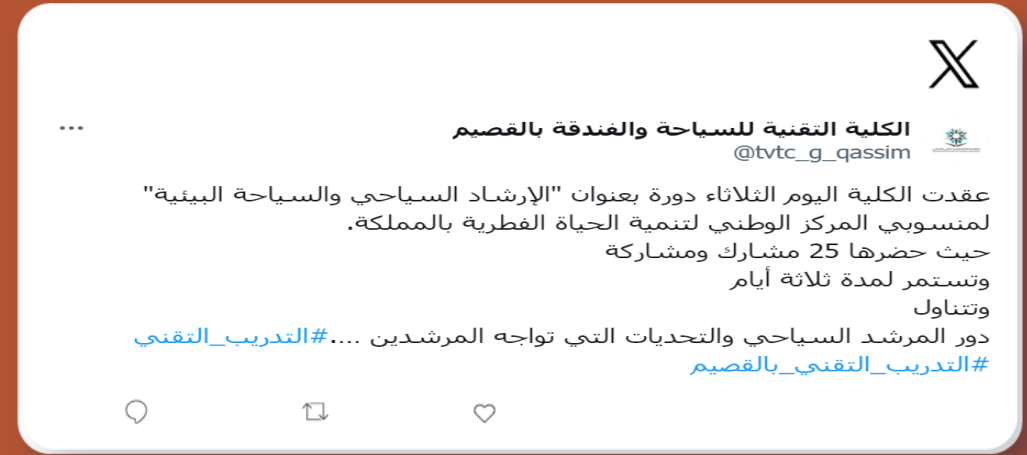 الكلية التقنية للسياحة والفندقة بالقصيم
@tvtc_g_qassim
عقدت الكلية اليوم الثلاثاء دورة بعنوان "الإرشاد السياحي والسياحة البيئية"
لمنسوبي المركز الوطني لتنمية الحياة الفطرية بالمملكة.
حيث حضرها 25 مشارك ومشاركة
وتستمر لمدة ثلاثة أيام
وتتناول
دور المرشد السياحي والتحديات التي تواجه المرشدين ....#التدريب_التقني
#التدريب_التقني_بالقصيم